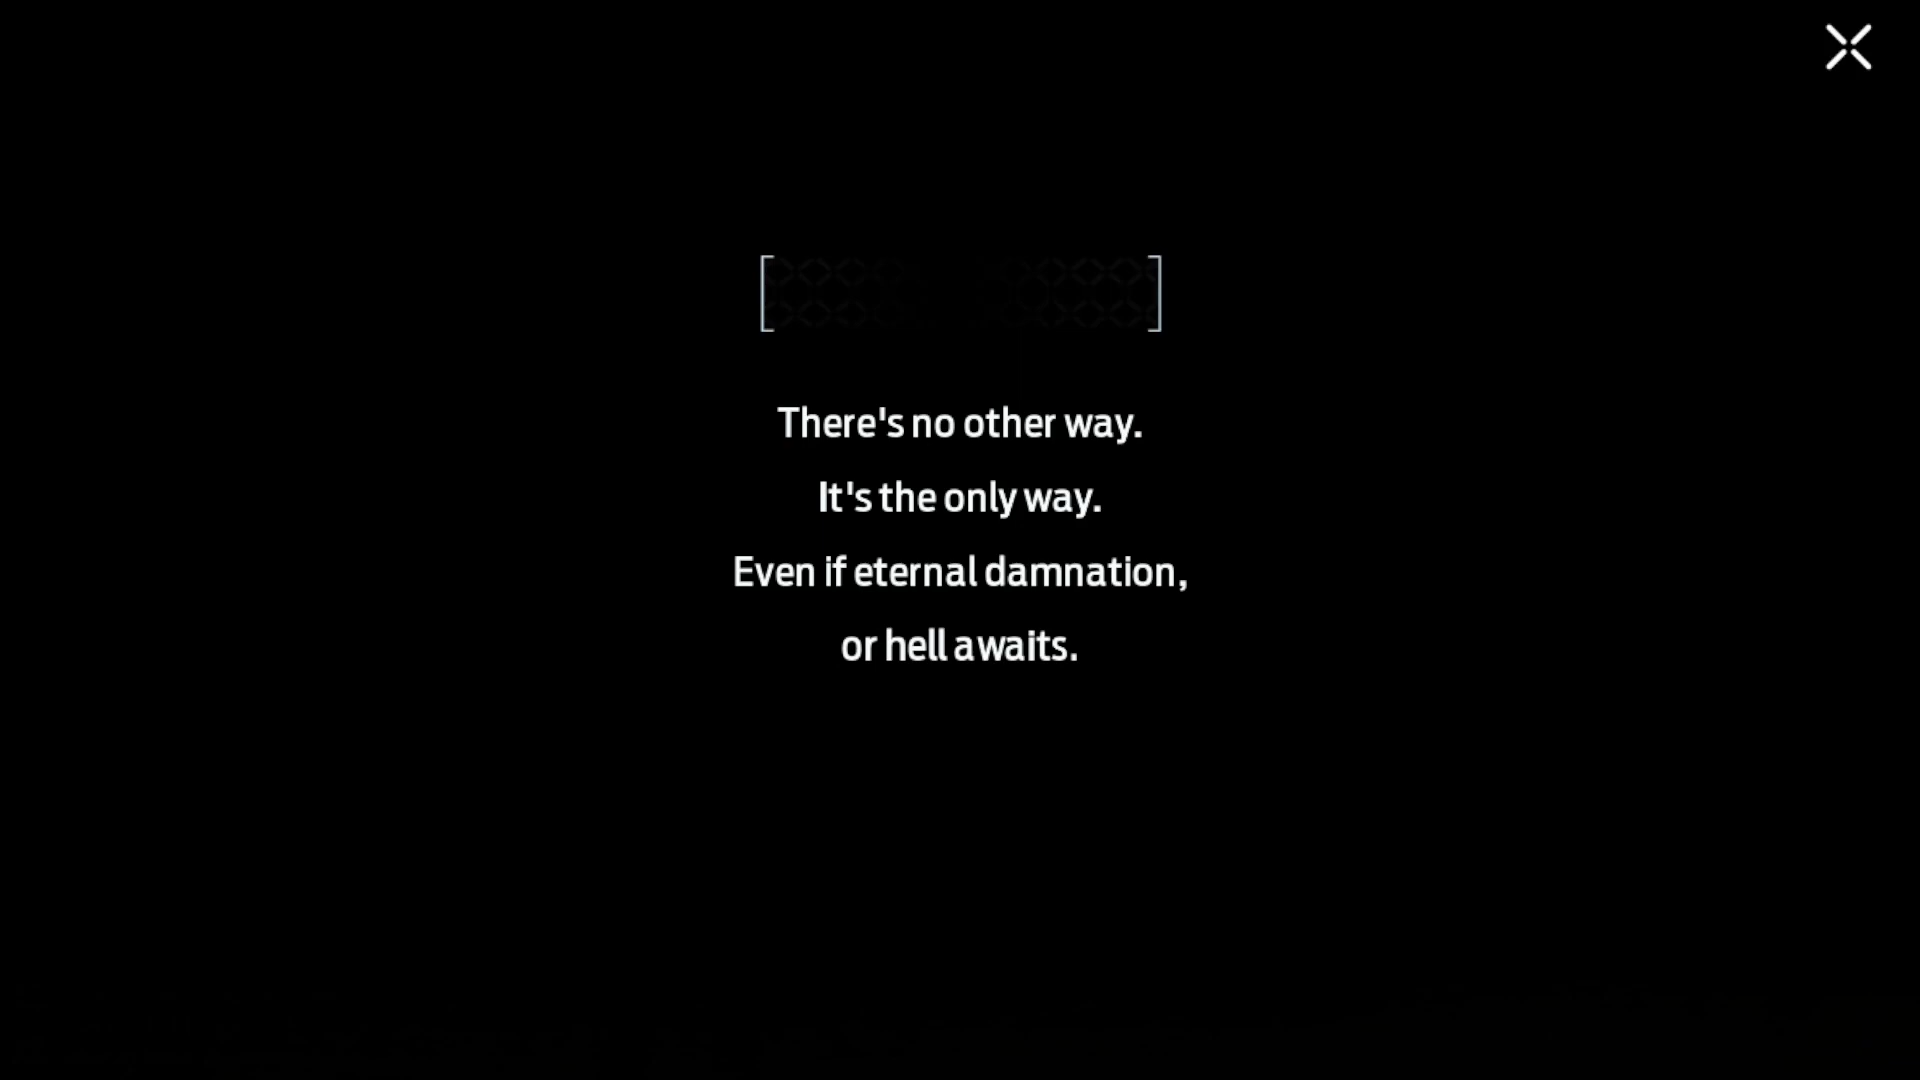 There's no other way.
It's the only way.
Even if eternal damnation,
or hell awaits.